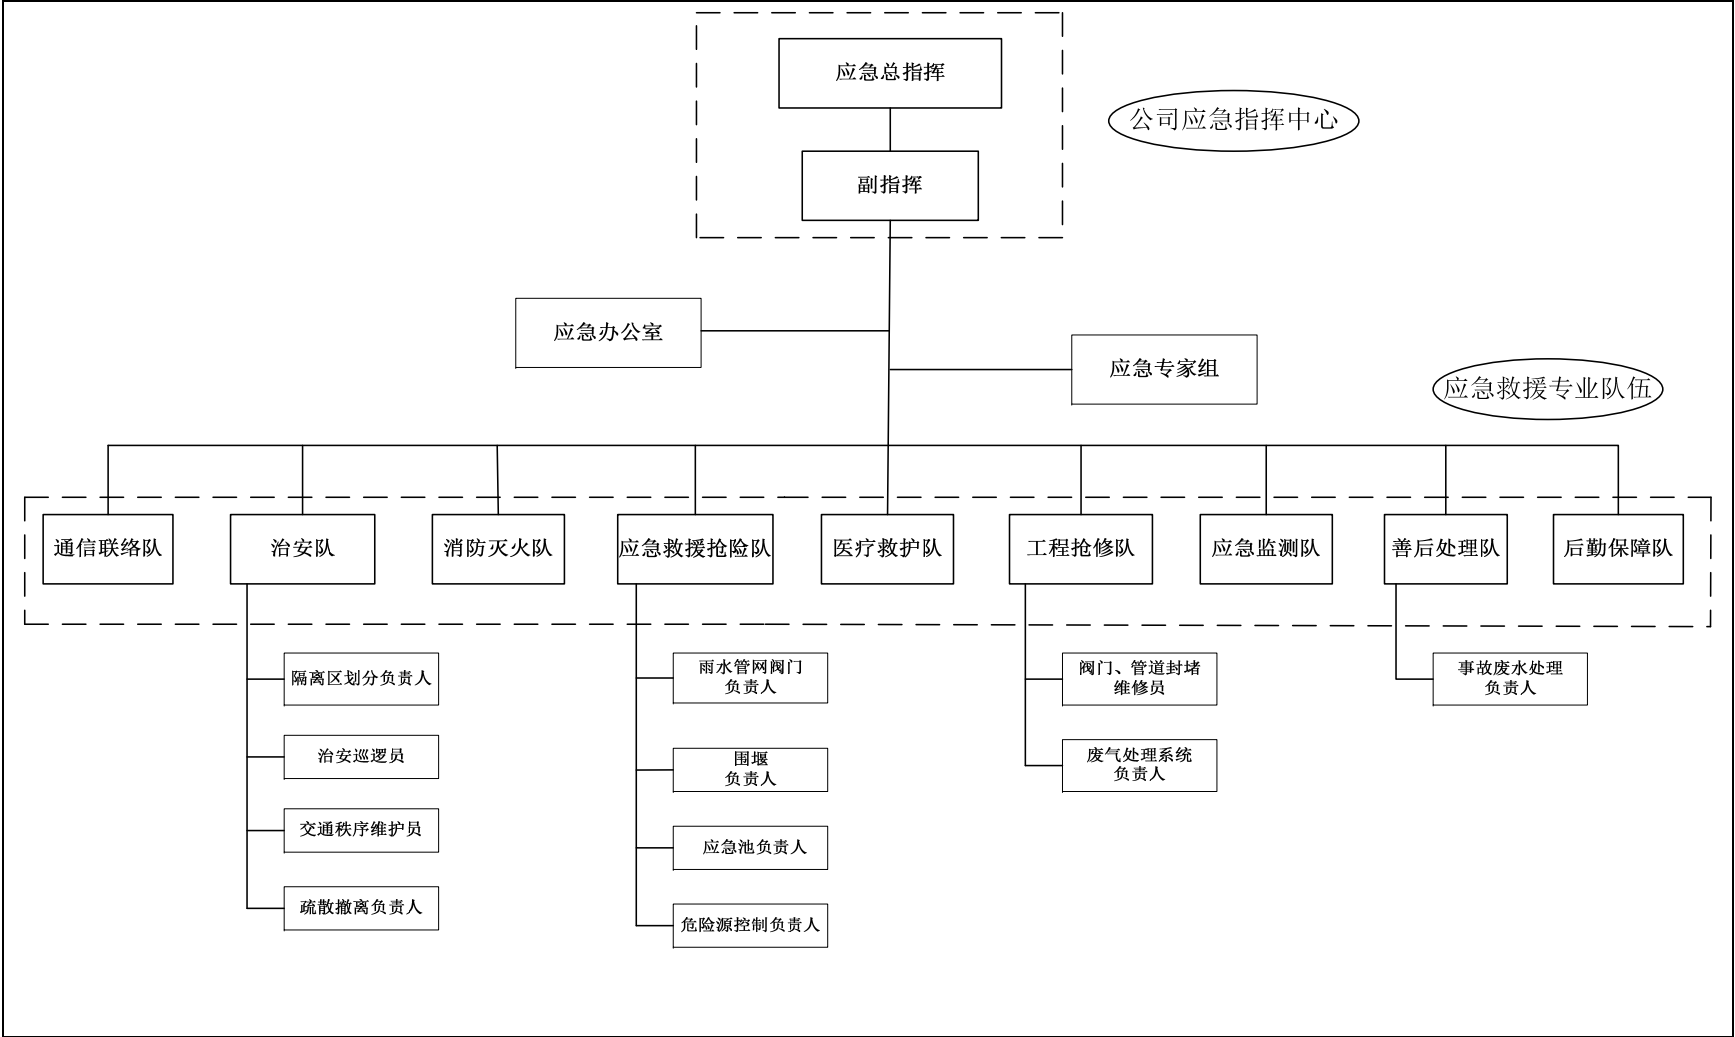 应急总指挥
公司应急指挥中心
副指挥
应急办公室
应急专家组
应急救援专业队伍
通信联络队
治安队
消防灭火队
应急救援抢险队
医疗救护队
工程抢修队
应急监测队
善后处理队
后勤保障队
隔离区划分负责人
治安巡逻员
交通秩序维护员
疏散撤离负责人
雨水管网阀门
负责人
围堰
负责人
应急池负责人
危险源控制负责人
阀门、管道封堵
维修员
废气处理系统
负责人
事故废水处理
负责人